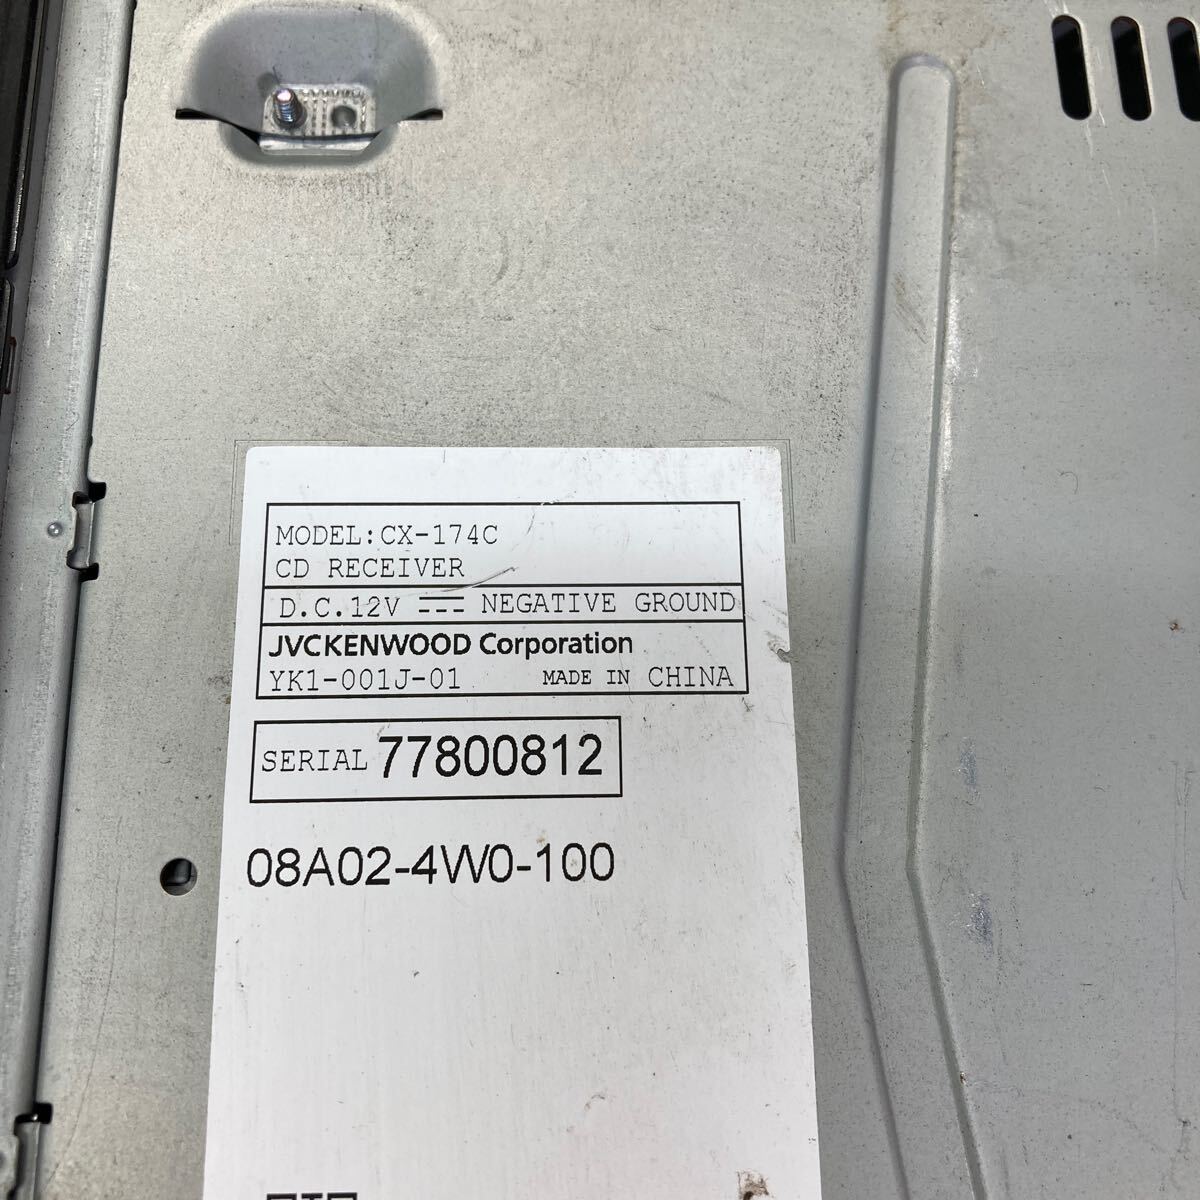 MODEL:CX-174C
CD RECEIVER
D.C.12V ⎓ NEGATIVE GROUND
JVCKENWOOD Corporation
YK1-001J-01 MADE IN CHINA
SERIAL 77800812
08A02-4W0-100